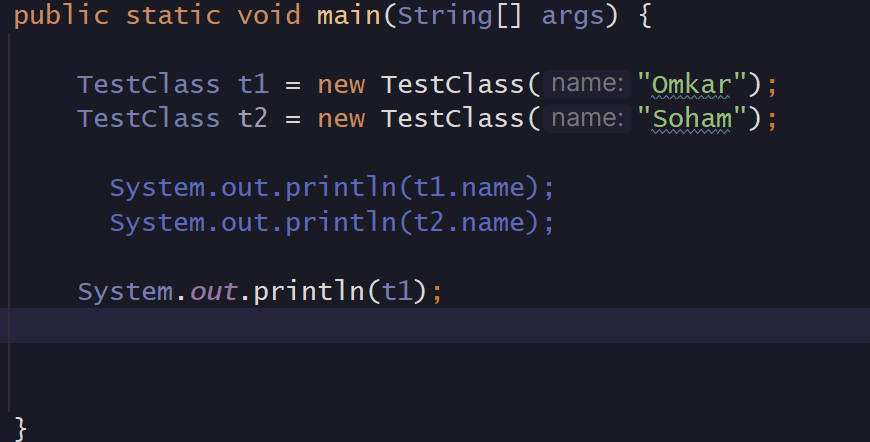 public static void main(String[] args) {
TestClass t1 = new TestClass( name: "Omkar");
TestClass t2 = new TestClass( name: "Soham");
System.out.println(t1.name);
System.out.println(t2.name);
System.out.println(t1);
}